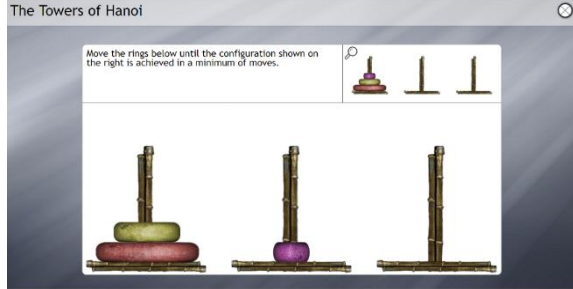 The Towers of Hanoi
Move the rings below until the configuration shown on
the right is achieved in a minimum of moves.